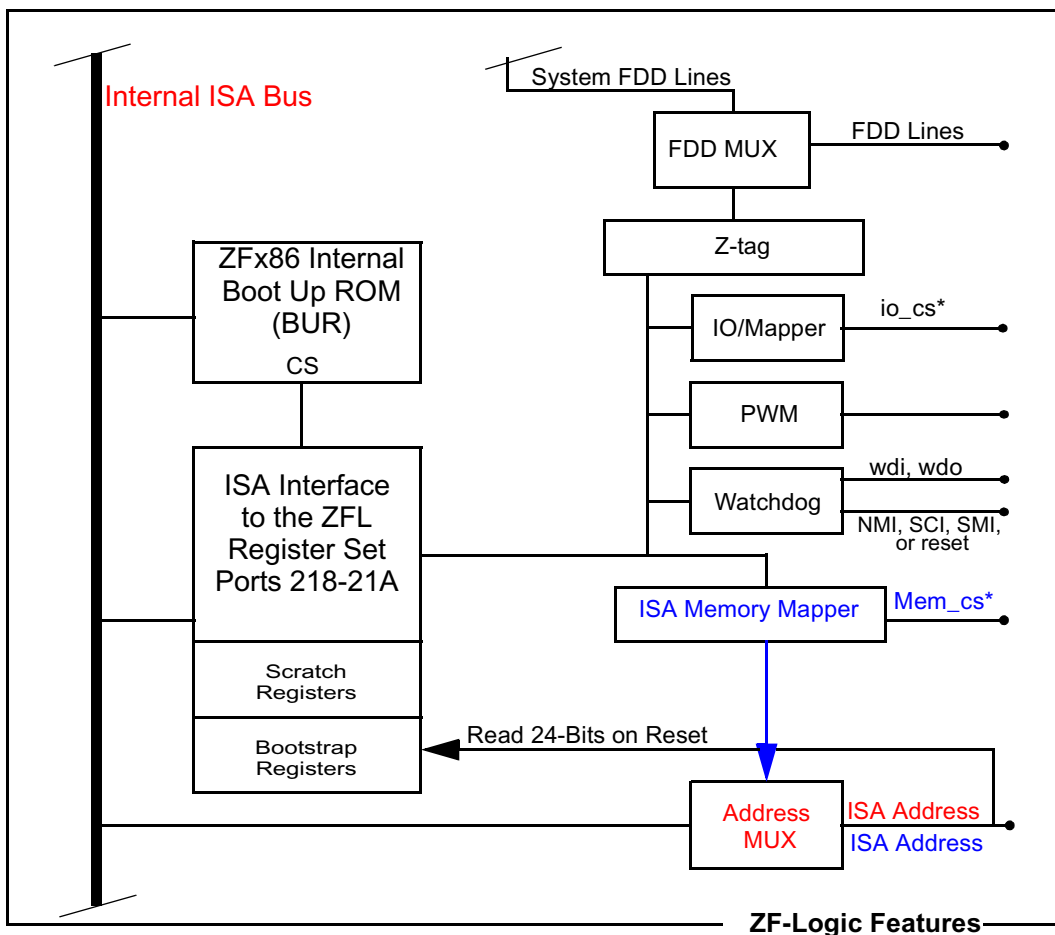 System FDD Lines
Internal ISA Bus
FDD Lines
FDD MUX
Z-tag
ZFx86 Internal
Boot Up ROM
(BUR)
CS
IO/Mapper
io_cs*
PWM
ISA Interface
to the ZFL
Register Set
Ports 218-21A
Watchdog
wdi, wdo
NMI, SCI, SMI,
or reset
ISA Memory Mapper
Mem_cs*
Scratch
Registers
Bootstrap
Registers
Read 24-Bits on Reset
Address
MUX
ISA Address
ISA Address
ZF-Logic Features